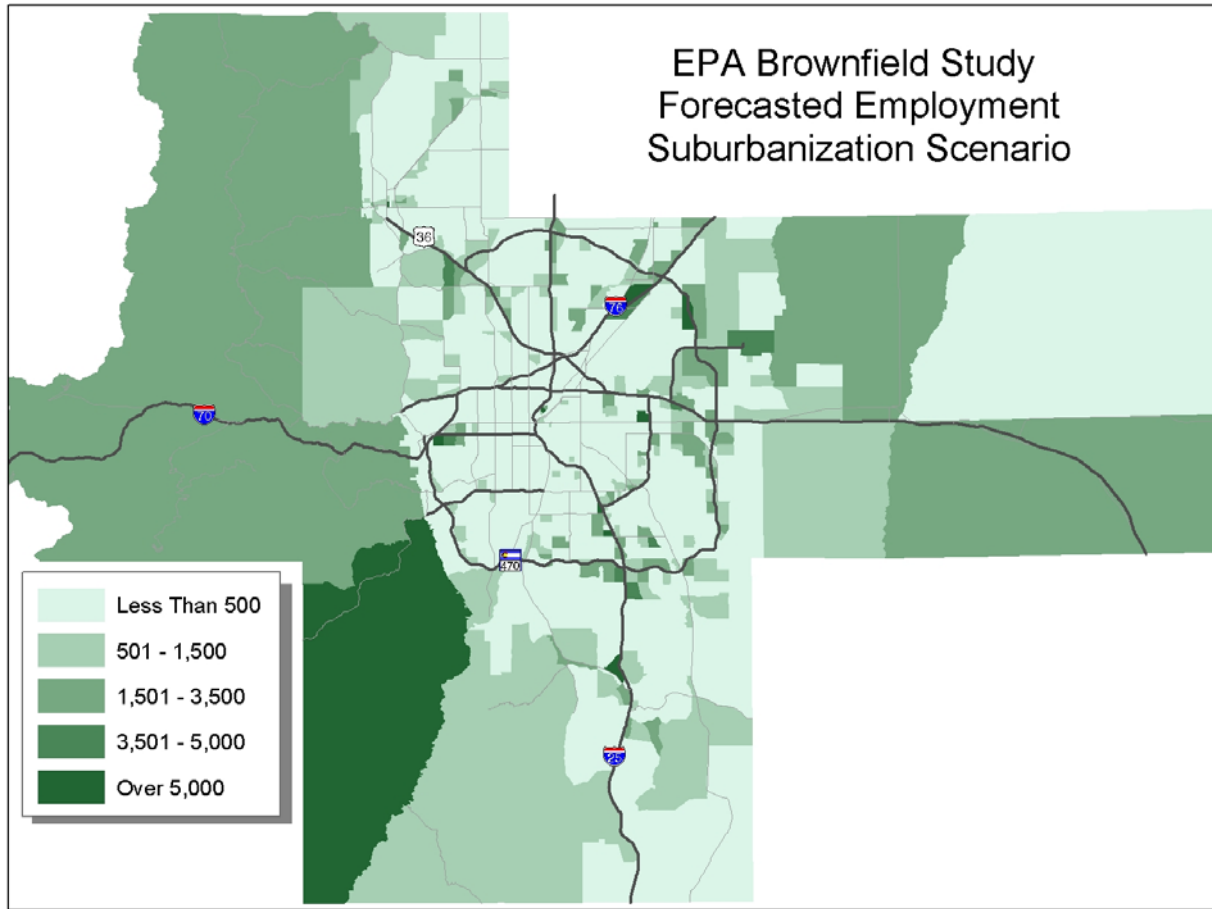 EPA Brownfield Study
Forecasted Employment
Suburbanization Scenario
36
76
70
470
25
Less Than 500
501 - 1,500
1,501 - 3,500
3,501 - 5,000
Over 5,000